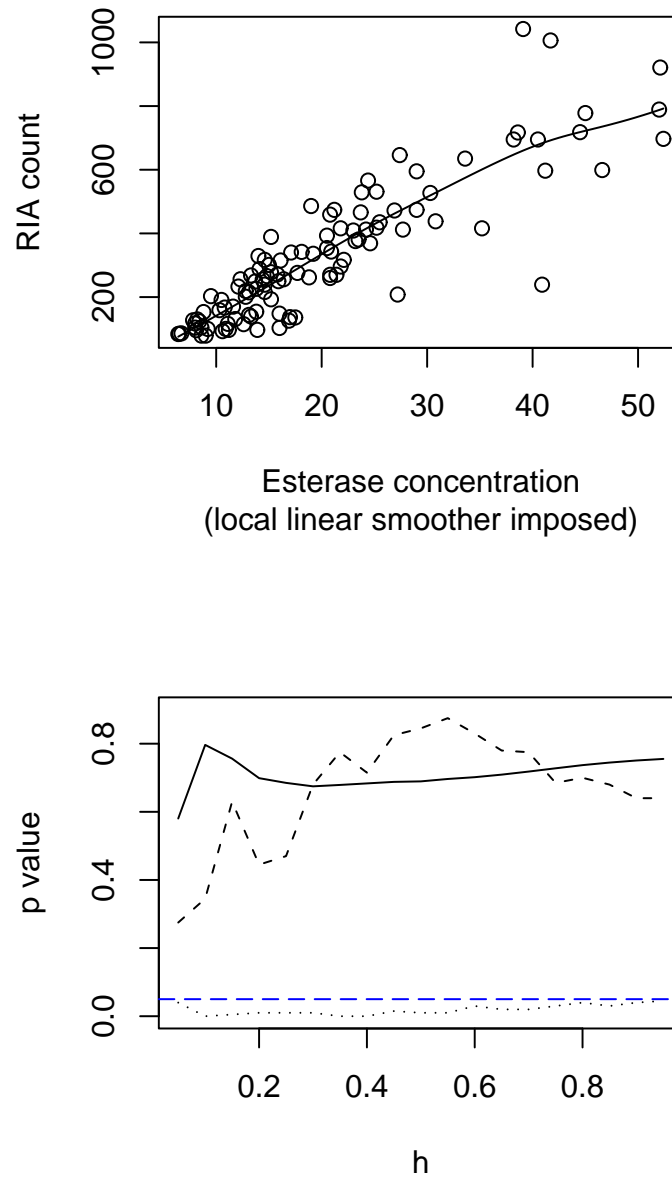 1000
600
200
RIA count
10 20 30 40 50
Esterase concentration
(local linear smoother imposed)
0.8
0.4
0.0
p value
0.2 0.4 0.6 0.8
h